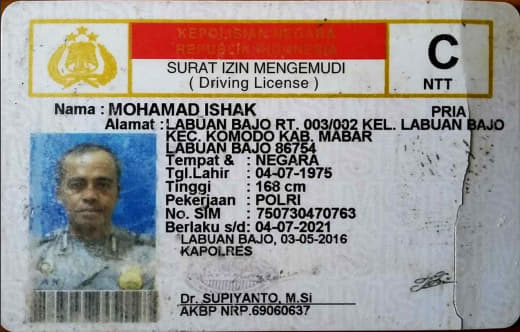 KEPOLISIAN NEGARA
REPUBLIK INDONESIA
SURAT IZIN MENGEMUDI
( Driving License )
C
NTT
Nama : MOHAMAD ISHAK PRIA
Alamat : LABUAN BAJO RT. 003/002 KEL. LABUAN BAJO
KEC. KOMODO KAB. MABAR
LABUAN BAJO 86754
Tempat & : NEGARA
Tgl.Lahir : 04-07-1975
Tinggi : 168 cm
Pekerjaan : POLRI
No. SIM : 750730470763
Berlaku s/d: 04-07-2021
LABUAN BAJO, 03-05-2016
KAPOLRES
Dr. SUPIYANTO, M.Si
AKBP NRP.69060637